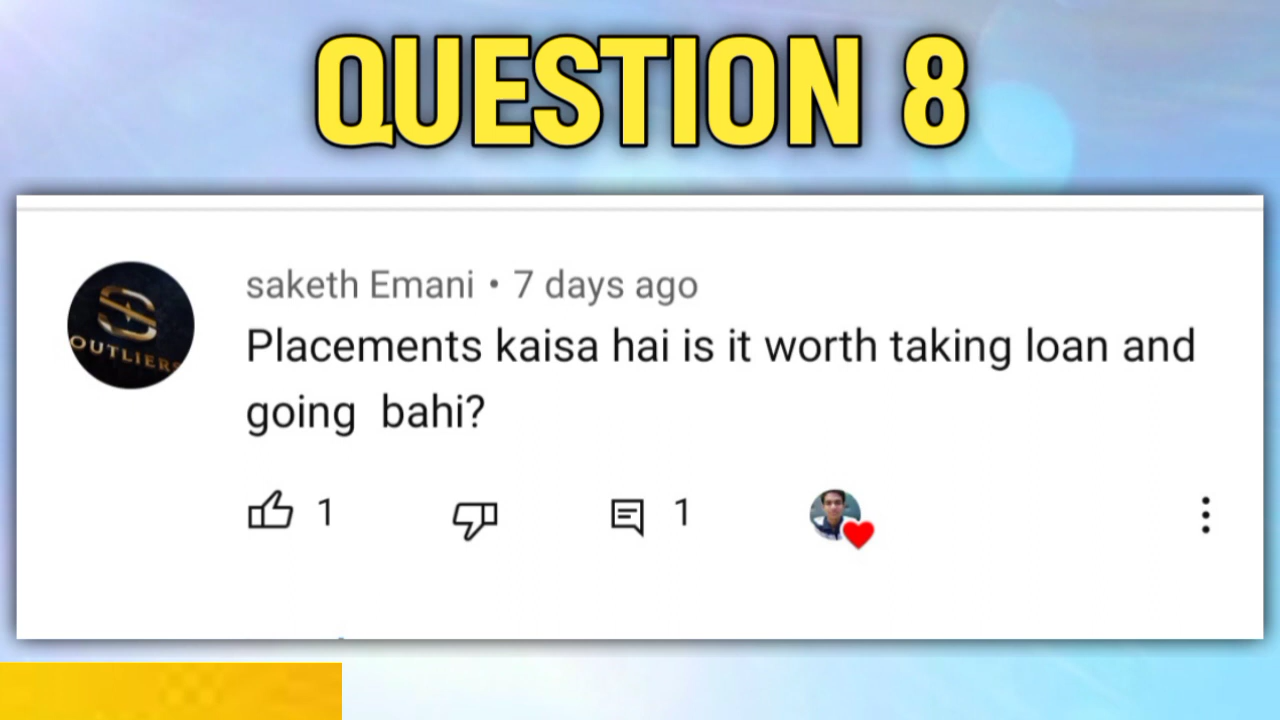 QUESTION 8
saketh Emani • 7 days ago
OUTLIERS
Placements kaisa hai is it worth taking loan and
going bahi?
1
1